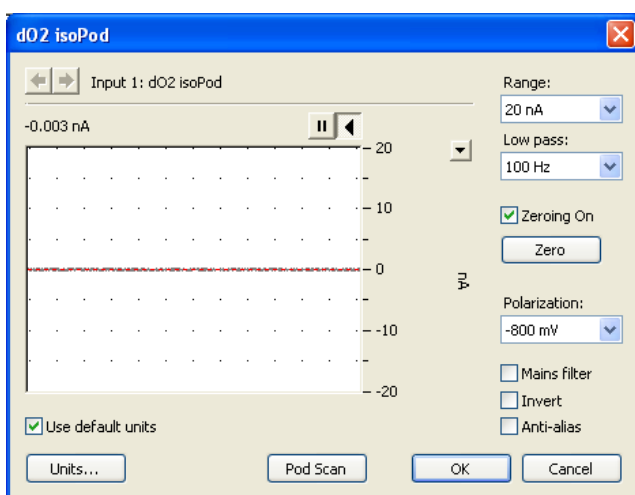 dO2 isoPod
Input 1: dO2 isoPod
-0.003 nA
20
10
0
-10
-20
nA
Range:
20 nA
Low pass:
100 Hz
Zeroing On
Zero
Polarization:
-800 mV
Mains filter
Invert
Anti-alias
Use default units
Units...
Pod Scan
OK
Cancel